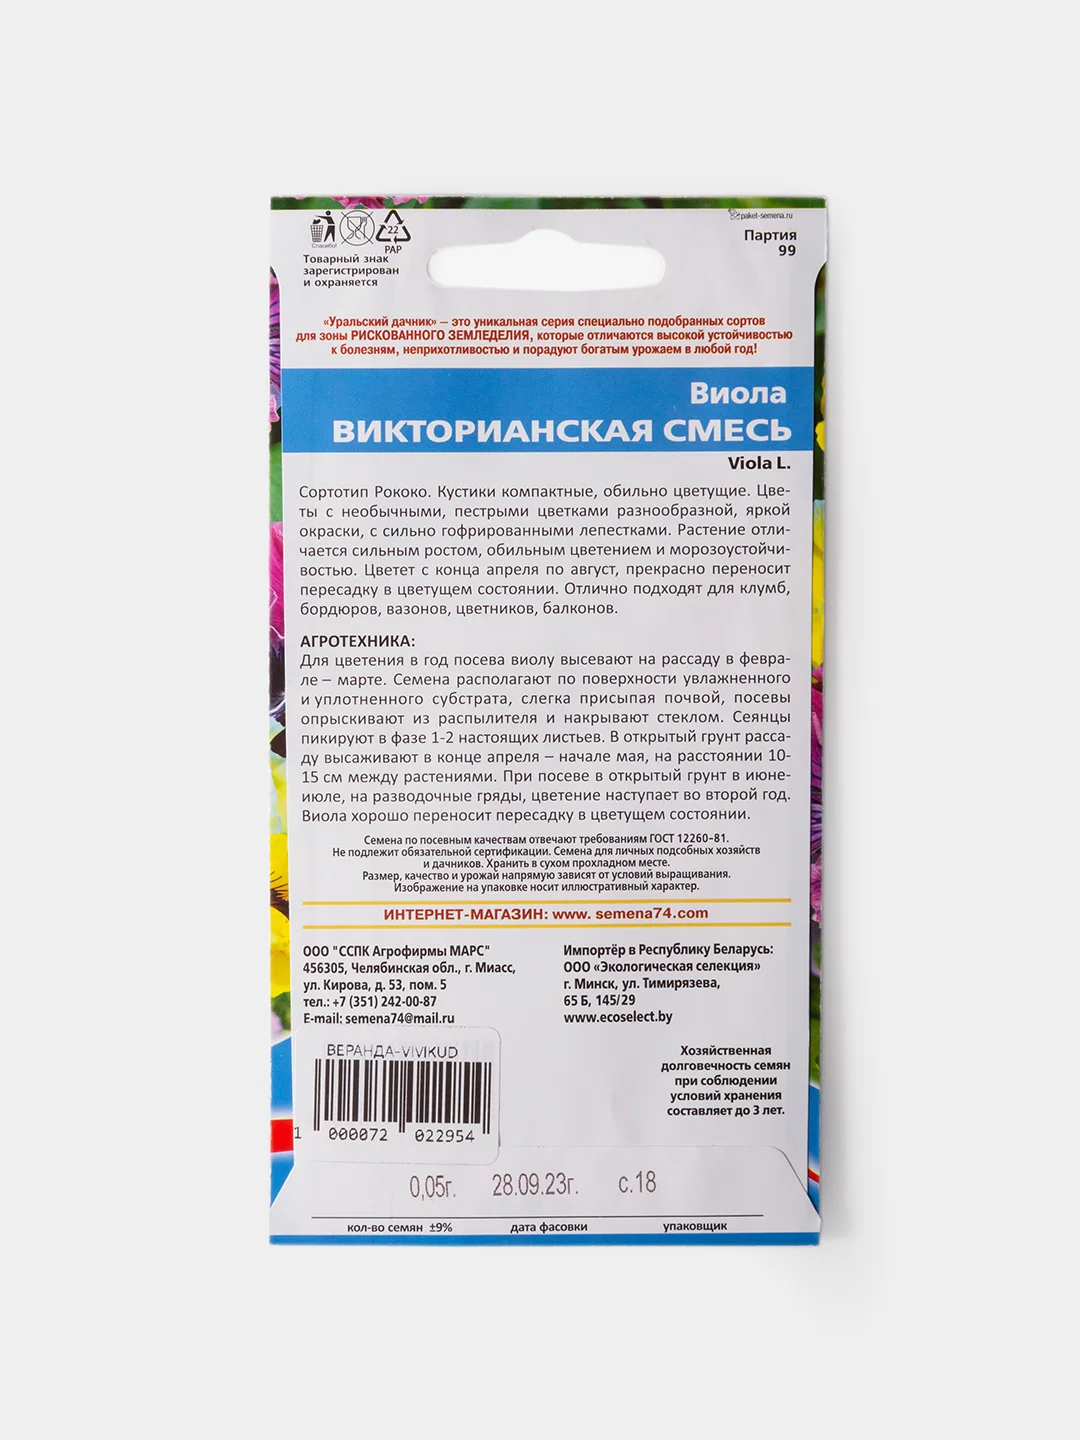 paket-semena.ru
Спасибо!
22
PAP
Партия
99
Товарный знак
зарегистрирован
и охраняется
«Уральский дачник» – это уникальная серия специально подобранных сортов
для зоны РИСКОВАННОГО ЗЕМЛЕДЕЛИЯ, которые отличаются высокой устойчивостью
к болезням, неприхотливостью и порадуют богатым урожаем в любой год!
Виола
ВИКТОРИАНСКАЯ СМЕСЬ
Viola L.
Сортотип Рококо. Кустики компактные, обильно цветущие. Цве-
ты с необычными, пестрыми цветками разнообразной, яркой
окраски, с сильно гофрированными лепестками. Растение отли-
чается сильным ростом, обильным цветением и морозоустойчи-
востью. Цветет с конца апреля по август, прекрасно переносит
пересадку в цветущем состоянии. Отлично подходят для клумб,
бордюров, вазонов, цветников, балконов.
АГРОТЕХНИКА:
Для цветения в год посева виолу высевают на рассаду в февра-
ле – марте. Семена располагают по поверхности увлажненного
и уплотненного субстрата, слегка присыпая почвой, посевы
опрыскивают из распылителя и накрывают стеклом. Сеянцы
пикируют в фазе 1-2 настоящих листьев. В открытый грунт расса-
ду высаживают в конце апреля – начале мая, на расстоянии 10-
15 см между растениями. При посеве в открытый грунт в июне-
июле, на разводочные гряды, цветение наступает во второй год.
Виола хорошо переносит пересадку в цветущем состоянии.
Семена по посевным качествам отвечают требованиям ГОСТ 12260-81.
Не подлежит обязательной сертификации. Семена для личных подсобных хозяйств
и дачников. Хранить в сухом прохладном месте.
Размер, качество и урожай напрямую зависят от условий выращивания.
Изображение на упаковке носит иллюстративный характер.
ИНТЕРНЕТ-МАГАЗИН: www. semena74.com
ООО "ССПК Агрофирмы МАРС"
456305, Челябинская обл., г. Миасс,
ул. Кирова, д. 53, пом. 5
тел.: +7 (351) 242-00-87
E-mail: semena74@mail.ru
Импортёр в Республику Беларусь:
ООО «Экологическая селекция»
г. Минск, ул. Тимирязева,
65 Б, 145/29
www.ecoselect.by
ВЕРАНДА-VIVIKUD
1 000072 022954
Хозяйственная
долговечность семян
при соблюдении
условий хранения
составляет до 3 лет.
0,05г. 28.09.23г. с.18
кол-во семян ±9% дата фасовки упаковщик